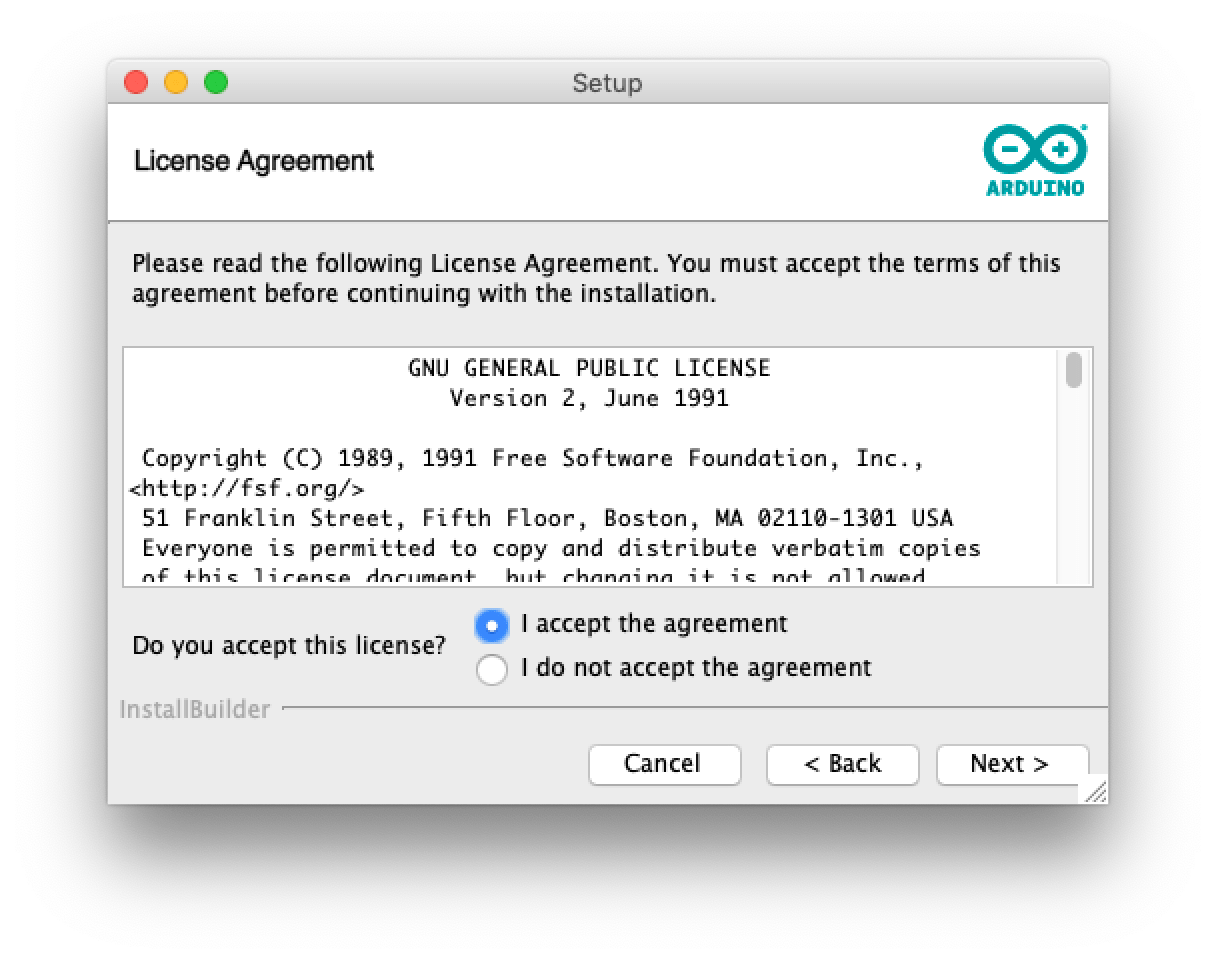 Setup
License Agreement
ARDUINO
Please read the following License Agreement. You must accept the terms of this
agreement before continuing with the installation.
GNU GENERAL PUBLIC LICENSE
Version 2, June 1991
Copyright (C) 1989, 1991 Free Software Foundation, Inc.,
<http://fsf.org/>
51 Franklin Street, Fifth Floor, Boston, MA 02110-1301 USA
Everyone is permitted to copy and distribute verbatim copies
of this license document, but changing it is not allowed.
Do you accept this license?
I accept the agreement
I do not accept the agreement
InstallBuilder
Cancel
< Back
Next >